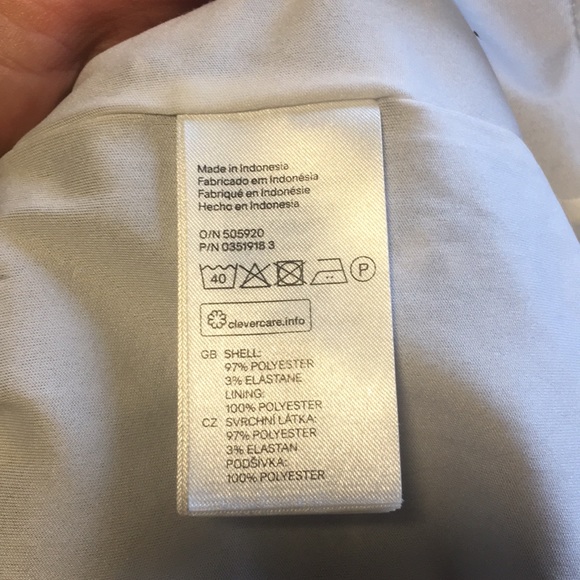 Made in Indonesia
Fabricado em Indonésia
Fabriqué en Indonésie
Hecho en Indonesia
O/N 505920
P/N 0351918 3
40 P
clevercare.info
GB SHELL:
97% POLYESTER
3% ELASTANE
LINING:
100% POLYESTER
CZ SVRCHNÍ LÁTKA:
97% POLYESTER
3% ELASTAN
PODŠÍVKA:
100% POLYESTER